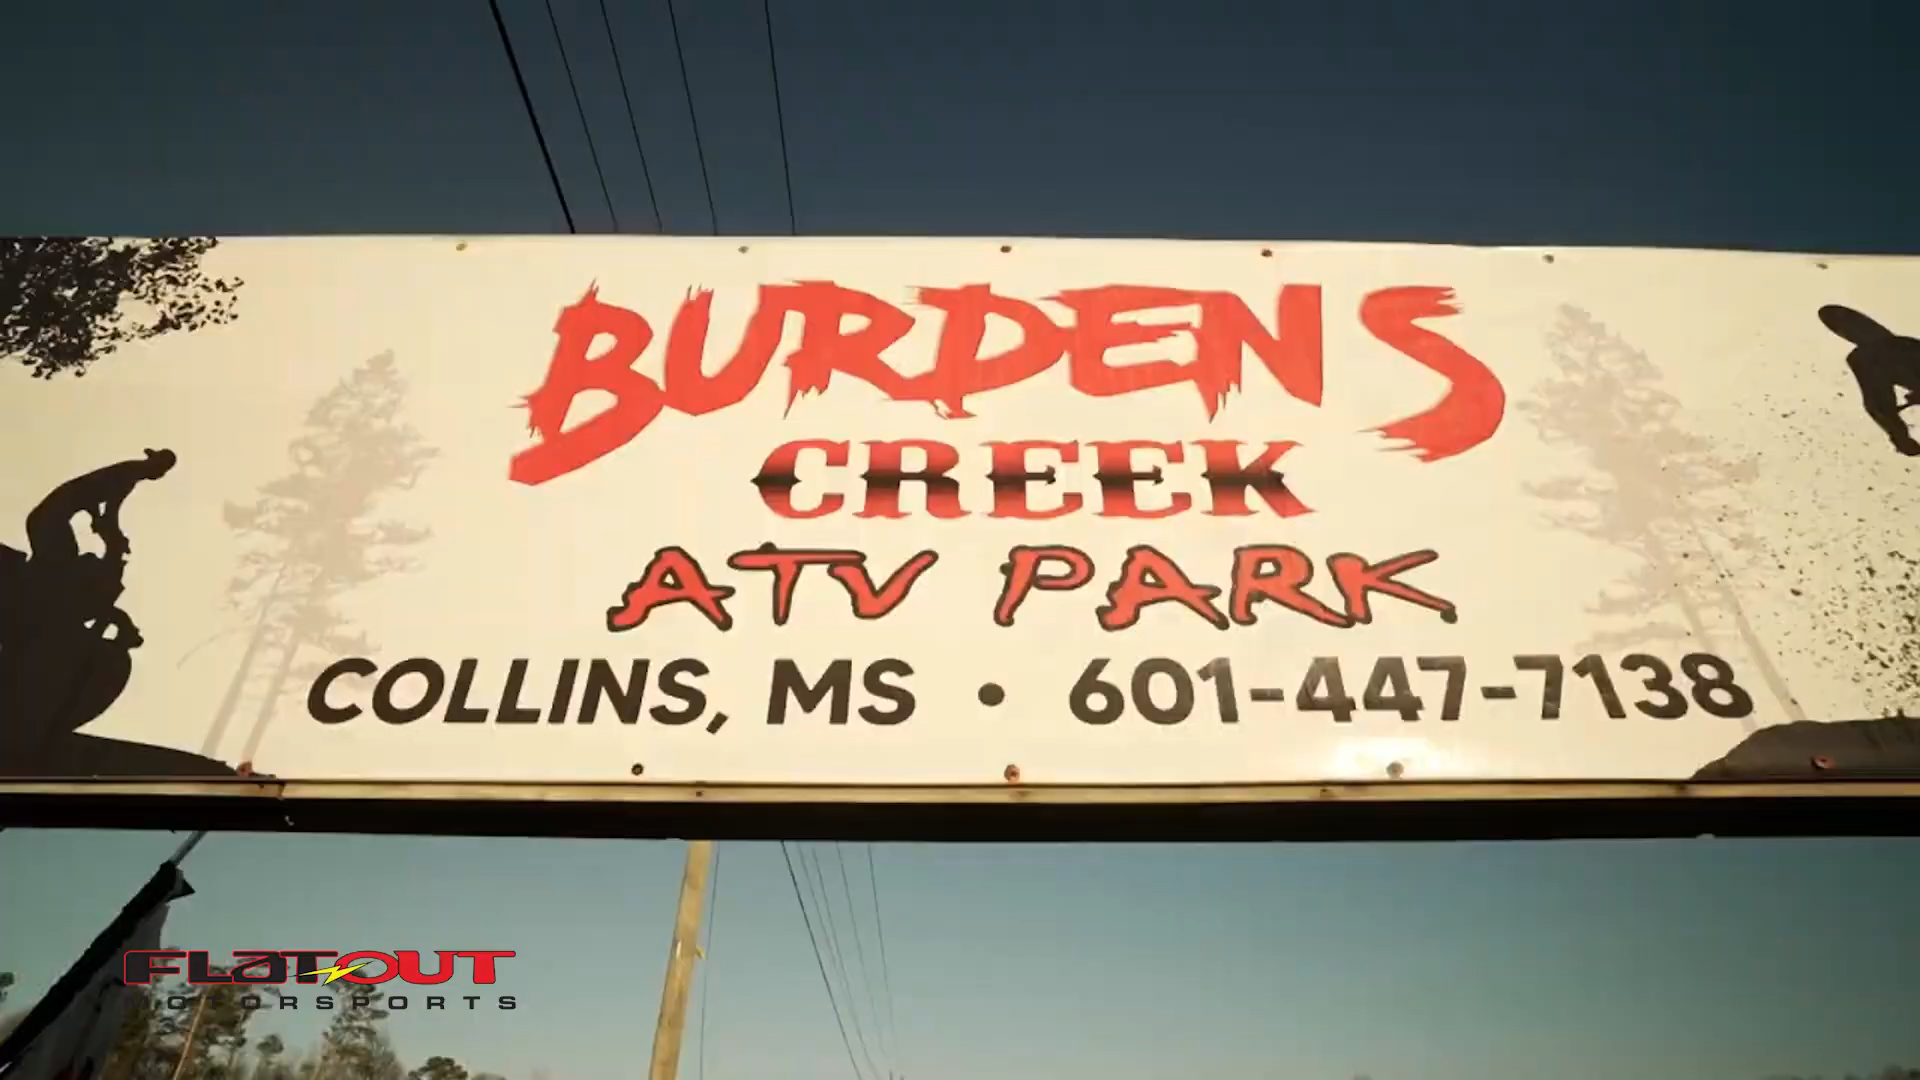 BURDENS
CREEK
ATV PARK
COLLINS, MS • 601-447-7138
FLATOUT
MOTORSPORTS